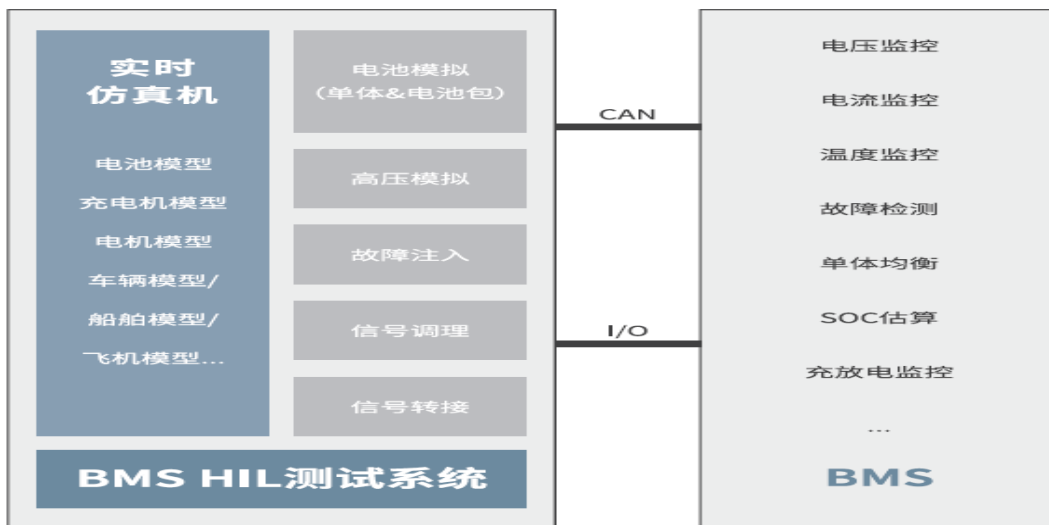 实时
仿真机
电池模型
充电机模型
电机模型
车辆模型/
船舶模型/
飞机模型...
电池模拟
(单体&电池包)
高压模拟
故障注入
信号调理
信号转接
BMS HIL测试系统
CAN
I/O
电压监控
电流监控
温度监控
故障检测
单体均衡
SOC估算
充放电监控
...
BMS